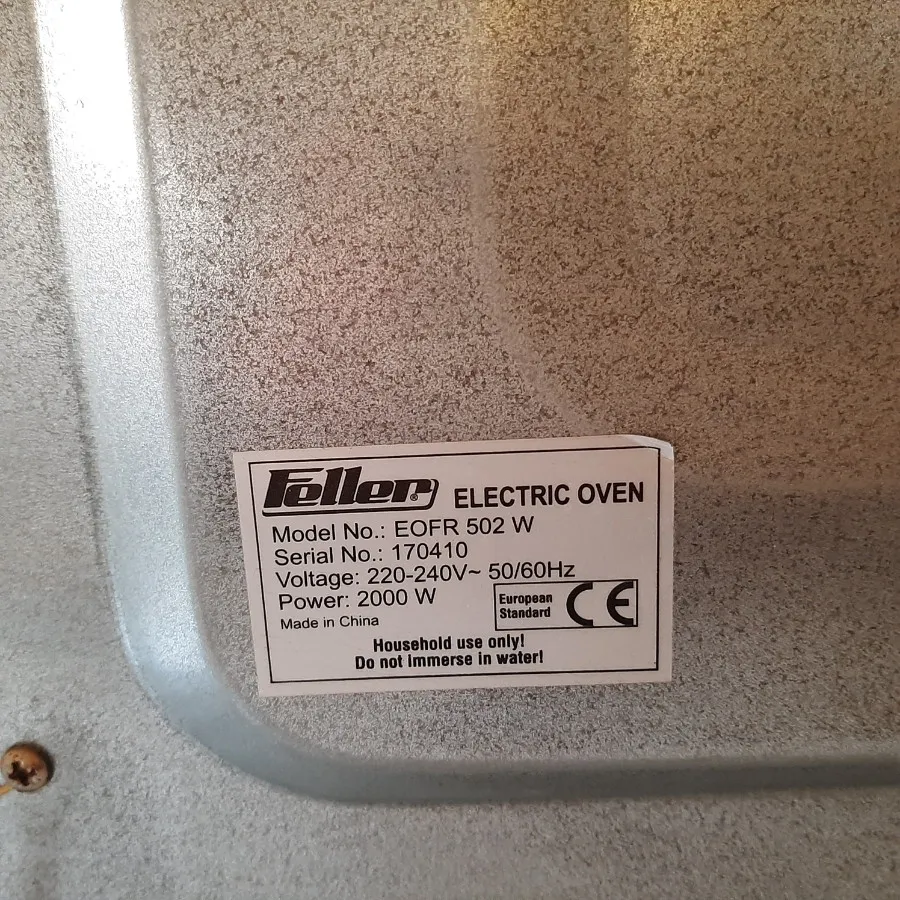 Feller® ELECTRIC OVEN
Model No.: EOFR 502 W
Serial No.: 170410
Voltage: 220-240V~ 50/60Hz
Power: 2000 W
European
Standard CE
Made in China
Household use only!
Do not immerse in water!